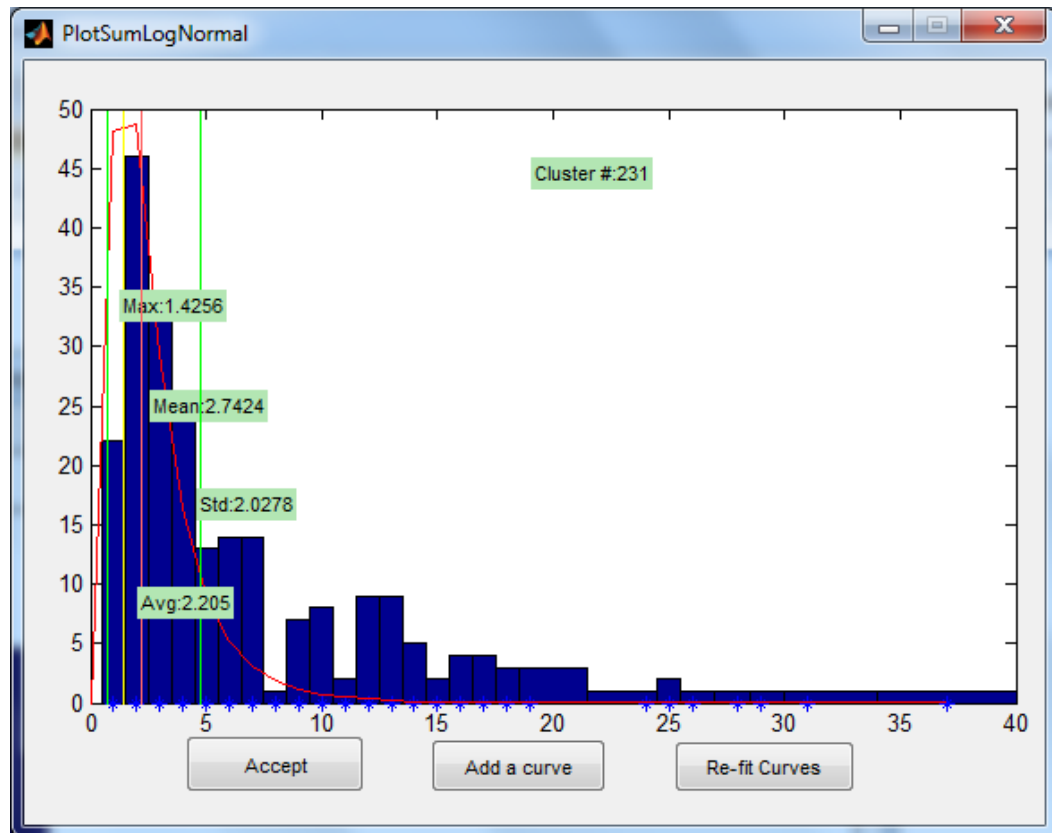 PlotSumLogNormal
50
45
40
35
30
25
20
15
10
5
0
Cluster #:231
Max:1.4256
Mean:2.7424
Std:2.0278
Avg:2.205
0 5 10 15 20 25 30 35 40
Accept Add a curve Re-fit Curves